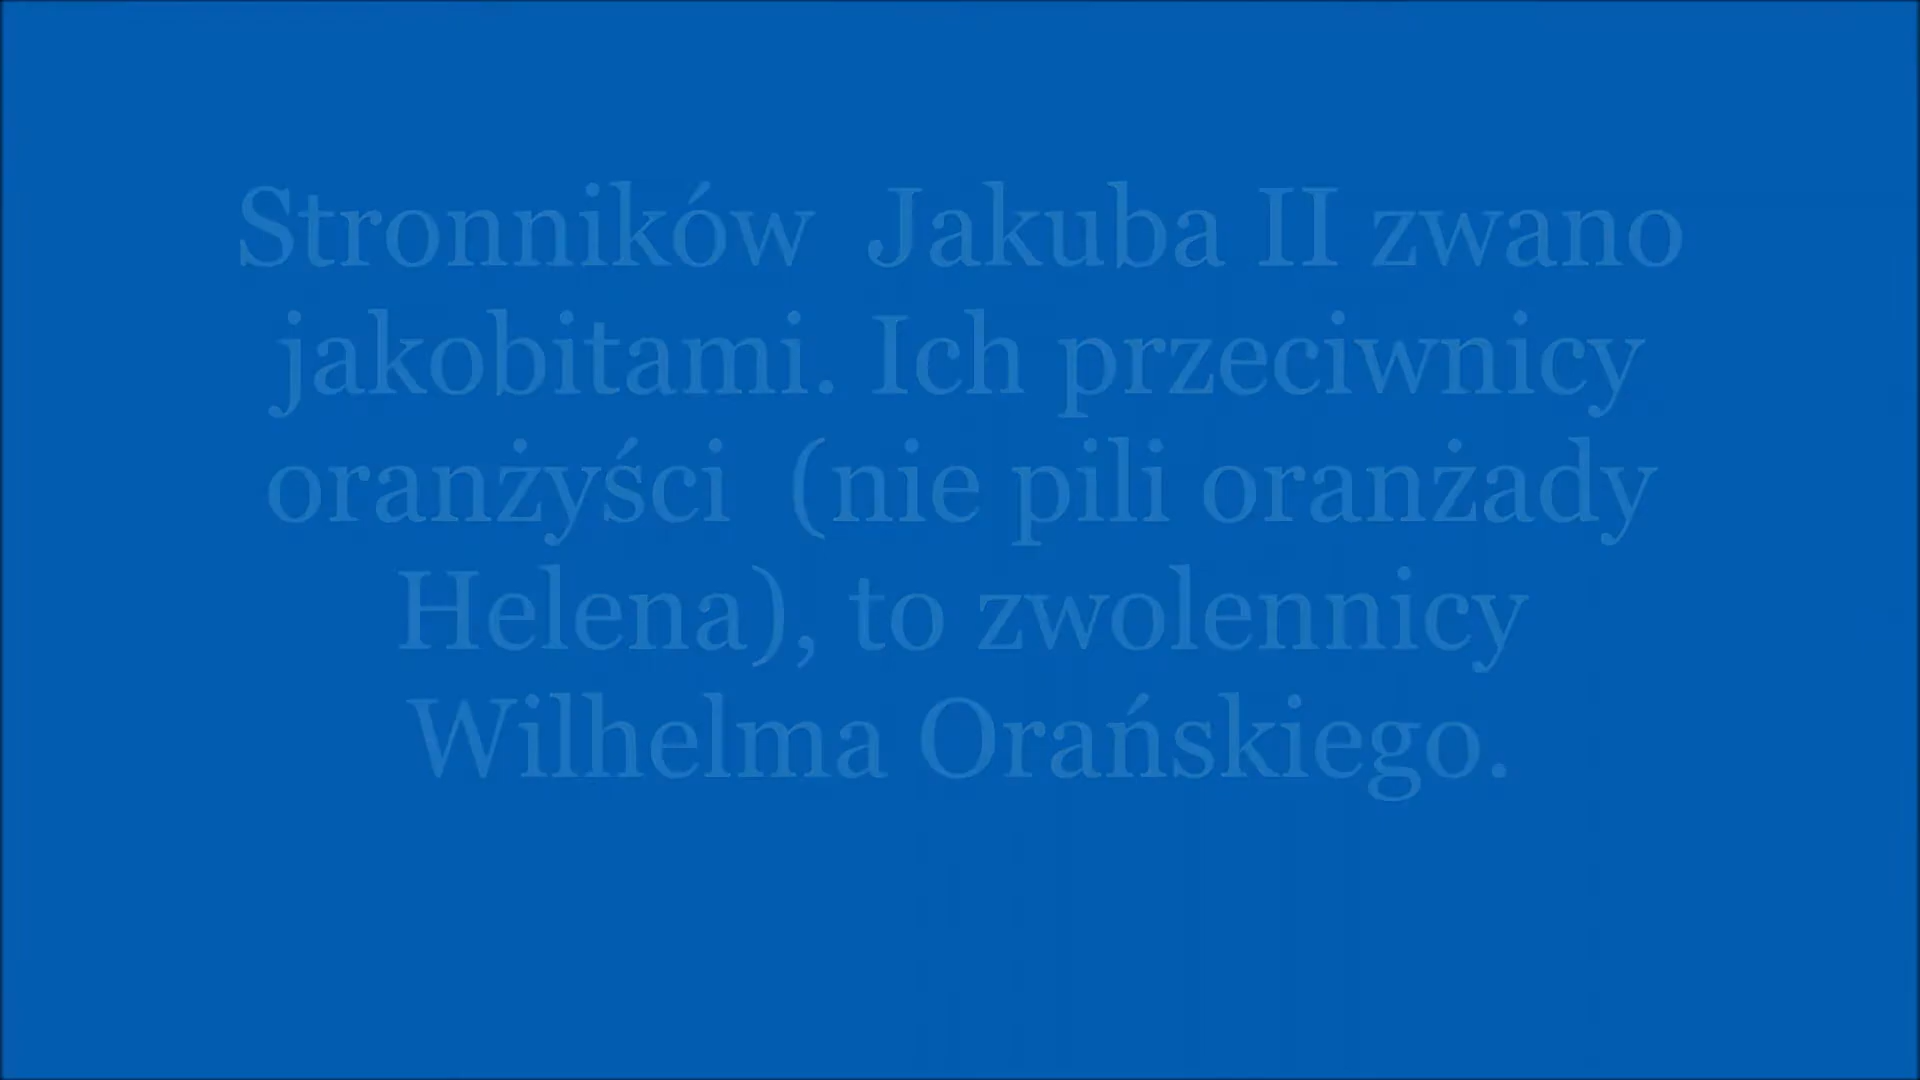 Stronników Jakuba II zwano
jakobitami. Ich przeciwnicy
oranżyści (nie pili oranżady
Helena), to zwolennicy
Wilhelma Orańskiego.